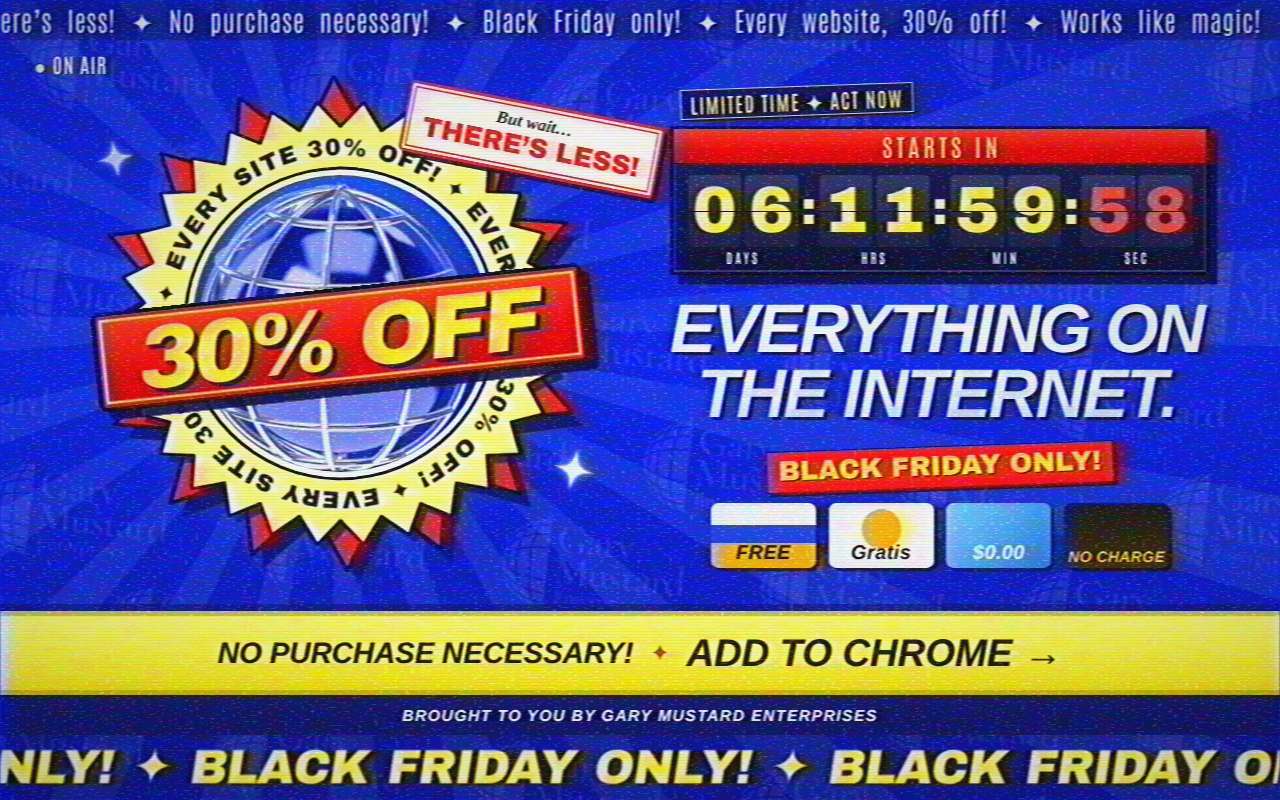 ere’s less! ✦ No purchase necessary! ✦ Black Friday only! ✦ Every website, 30% off! ✦ Works like magic!
● ON AIR
But wait...
THERE’S LESS!
LIMITED TIME ✦ ACT NOW
STARTS IN
06:11:59:58
DAYS HRS MIN SEC
✦ EVERY SITE 30% OFF! ✦ EVER
30% OFF
30% OFF! ✦ EVERY SITE 30
EVERYTHING ON
THE INTERNET.
BLACK FRIDAY ONLY!
FREE Gratis $0.00 NO CHARGE
NO PURCHASE NECESSARY! ✦ ADD TO CHROME →
BROUGHT TO YOU BY GARY MUSTARD ENTERPRISES
NLY! ✦ BLACK FRIDAY ONLY! ✦ BLACK FRIDAY O
Gary
Mustard